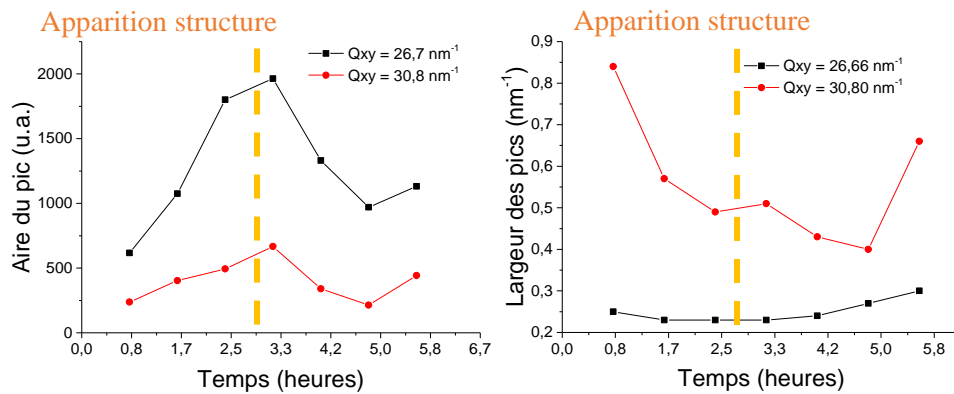 Apparition structure
Aire du pic (u.a.)
2000
1500
1000
500
0
Qxy = 26,7 nm-1
Qxy = 30,8 nm-1
0,0 0,8 1,7 2,5 3,3 4,2 5,0 5,8 6,7
Temps (heures)
Apparition structure
Largeur des pics (nm-1)
0,9
0,8
0,7
0,6
0,5
0,4
0,3
0,2
Qxy = 26,66 nm-1
Qxy = 30,80 nm-1
0,0 0,8 1,7 2,5 3,3 4,2 5,0 5,8
Temps (heures)